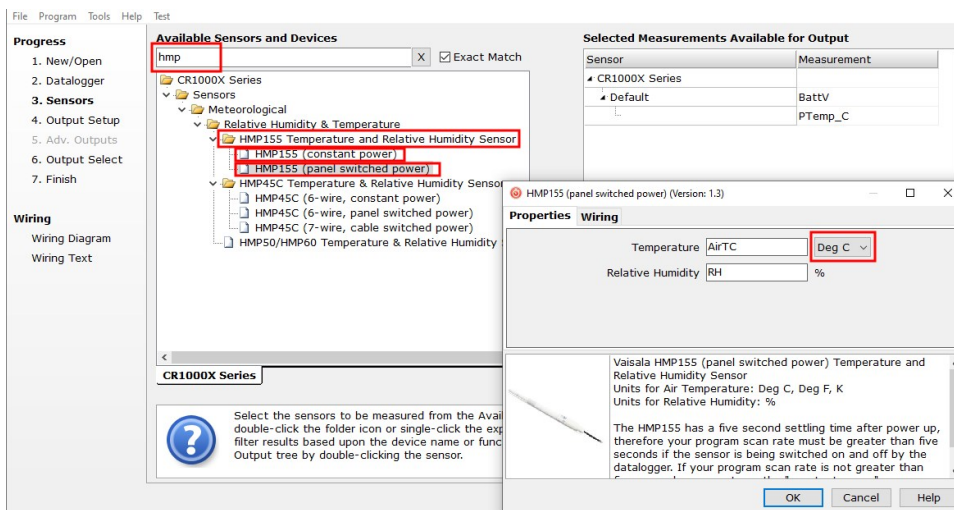 File Program Tools Help Test
Progress
1. New/Open
2. Datalogger
3. Sensors
4. Output Setup
5. Adv. Outputs
6. Output Select
7. Finish
Wiring
Wiring Diagram
Wiring Text
Available Sensors and Devices
hmp
X
Exact Match
CR1000X Series
Sensors
Meteorological
Relative Humidity & Temperature
HMP155 Temperature and Relative Humidity Sensor
HMP155 (constant power)
HMP155 (panel switched power)
HMP45C Temperature & Relative Humidity Sensor
HMP45C (6-wire, constant power)
HMP45C (6-wire, panel switched power)
HMP45C (7-wire, cable switched power)
HMP50/HMP60 Temperature & Relative Humidity
CR1000X Series
Select the sensors to be measured from the Avai
double-click the folder icon or single-click the exp
filter results based upon the device name or func
Output tree by double-clicking the sensor.
Selected Measurements Available for Output
Sensor Measurement
CR1000X Series
Default BattV
PTemp_C
HMP155 (panel switched power) (Version: 1.3)
Properties Wiring
Temperature AirTC Deg C
Relative Humidity RH %
Vaisala HMP155 (panel switched power) Temperature and
Relative Humidity Sensor
Units for Air Temperature: Deg C, Deg F, K
Units for Relative Humidity: %
The HMP155 has a five second settling time after power up,
therefore your program scan rate must be greater than five
seconds if the sensor is being switched on and off by the
datalogger. If your program scan rate is not greater than
OK Cancel Help